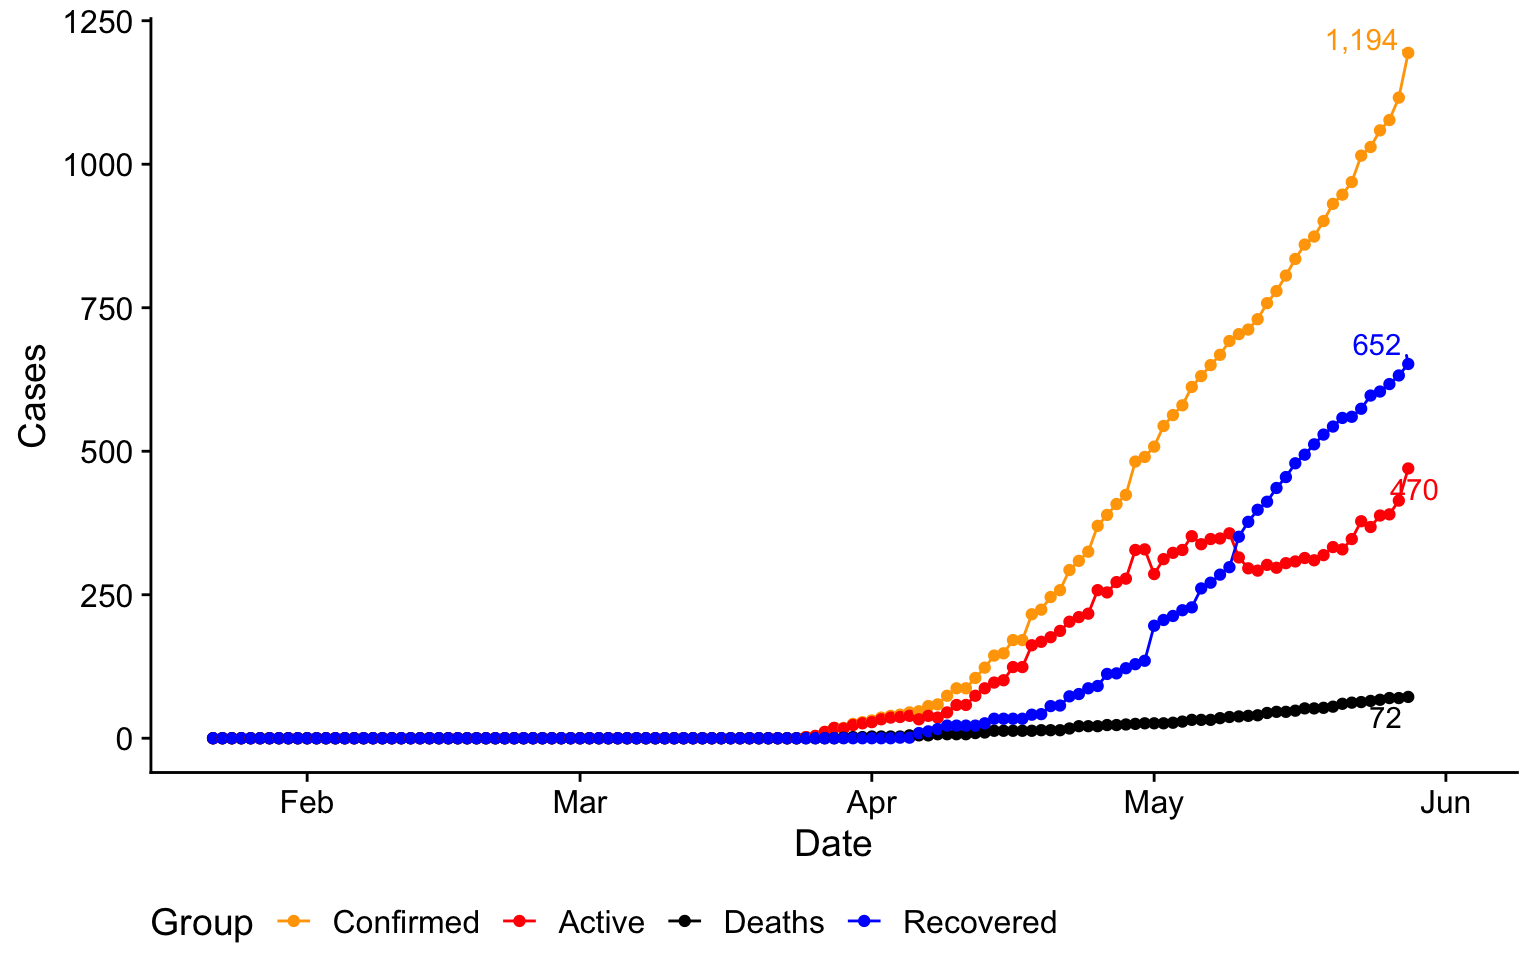 1250
1,194
1000
750
652
500
470
250
72
0
Cases
Feb Mar Apr May Jun
Date
Group Confirmed Active Deaths Recovered